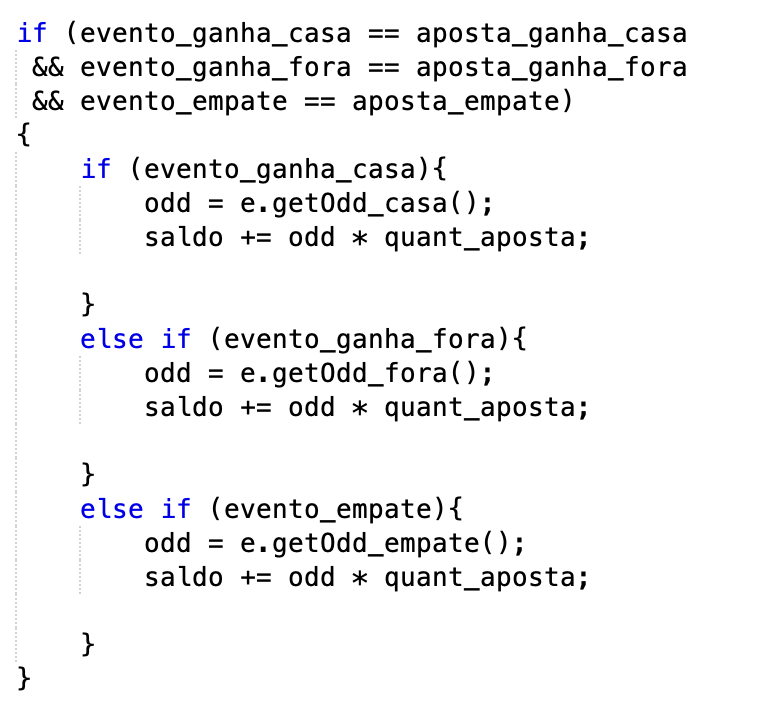 if (evento_ganha_casa == aposta_ganha_casa
&& evento_ganha_fora == aposta_ganha_fora
&& evento_empate == aposta_empate)
{
if (evento_ganha_casa){
odd = e.getOdd_casa();
saldo += odd * quant_aposta;
}
else if (evento_ganha_fora){
odd = e.getOdd_fora();
saldo += odd * quant_aposta;
}
else if (evento_empate){
odd = e.getOdd_empate();
saldo += odd * quant_aposta;
}
}